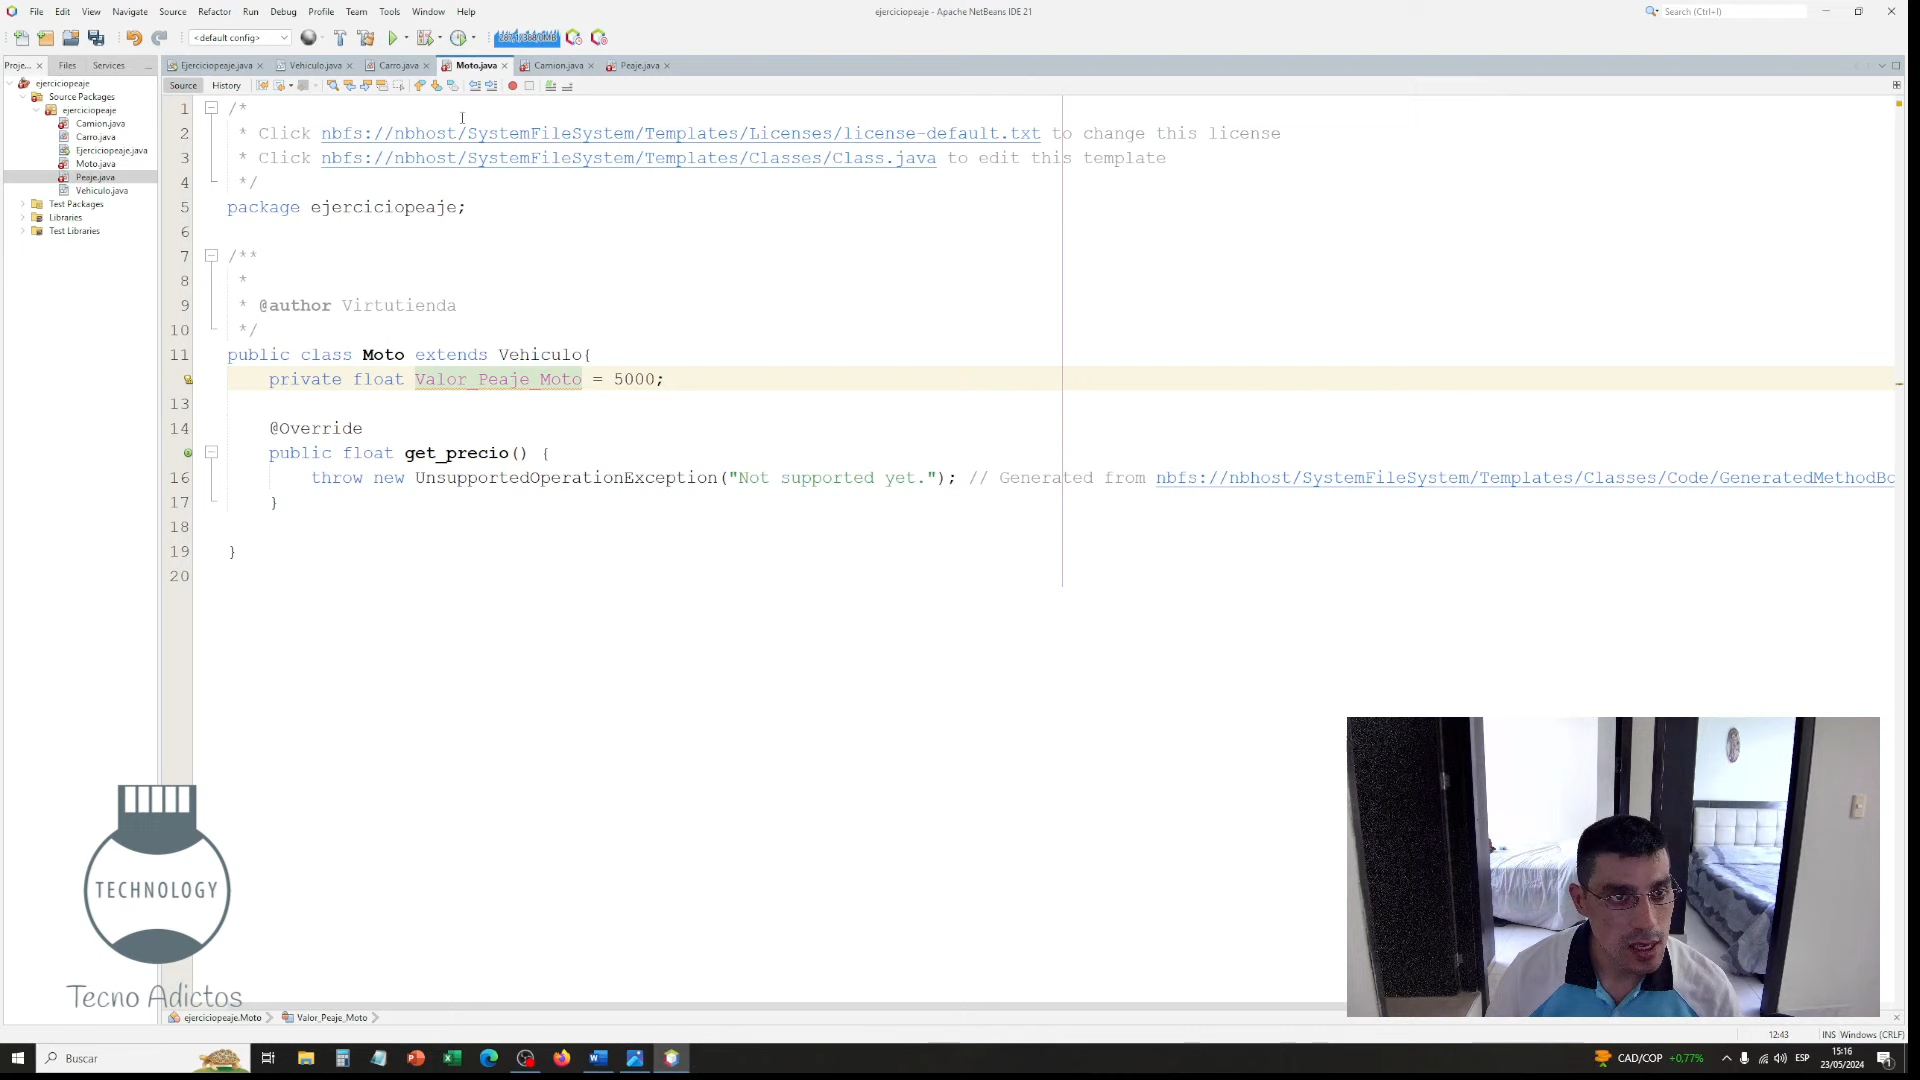 File Edit View Navigate Source Refactor Run Debug Profile Team Tools Window Help
ejerciciopeaje - Apache NetBeans IDE 21
Search (Ctrl+I)
<default config>
Proje... Files Services
Ejerciciopeaje.java Vehiculo.java Carro.java Moto.java Camion.java Peaje.java
Source History
ejerciciopeaje
Source Packages
ejerciciopeaje
Camion.java
Carro.java
Ejerciciopeaje.java
Moto.java
Peaje.java
Vehiculo.java
Test Packages
Libraries
Test Libraries
1 /*
2 * Click nbfs://nbhost/SystemFileSystem/Templates/Licenses/license-default.txt to change this license
3 * Click nbfs://nbhost/SystemFileSystem/Templates/Classes/Class.java to edit this template
4 */
5 package ejerciciopeaje;
6
7 /**
8 *
9 * @author Virtutienda
10 */
11 public class Moto extends Vehiculo{
private float Valor_Peaje_Moto = 5000;
13
14 @Override
public float get_precio() {
16 throw new UnsupportedOperationException("Not supported yet."); // Generated from nbfs://nbhost/SystemFileSystem/Templates/Classes/Code/GeneratedMethodBo
17 }
18
19 }
20
TECHNOLOGY
Tecno Adictos
ejerciciopeaje.Moto Valor_Peaje_Moto
12:43 INS Windows (CRLF)
Buscar
CAD/COP +0,77%
ESP
15:16
23/05/2024
1